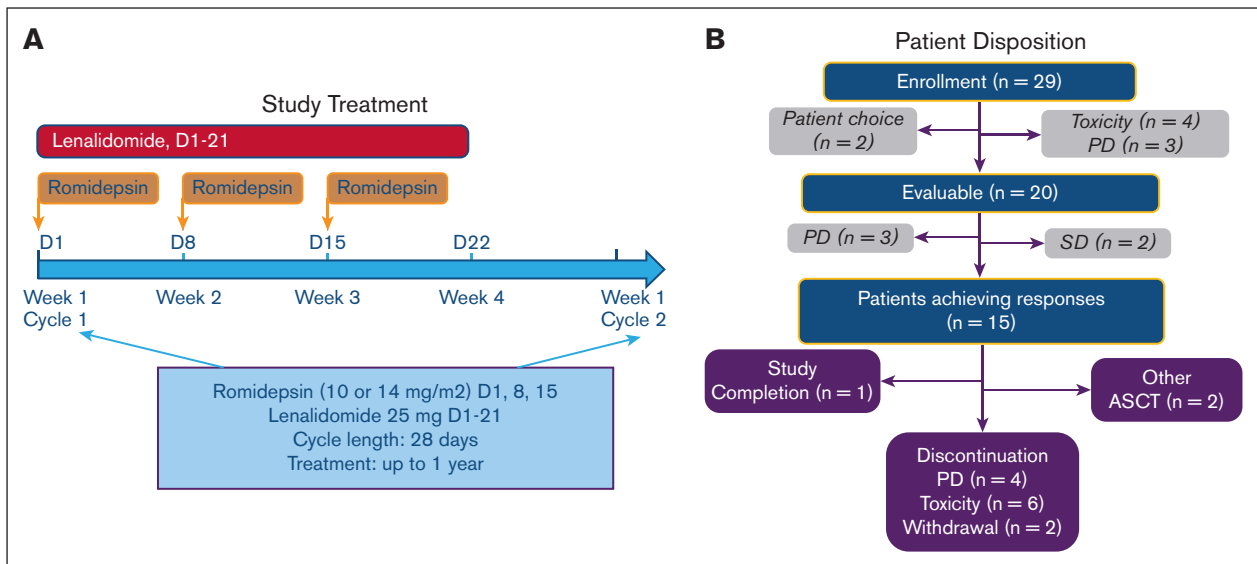 A
Study Treatment
Lenalidomide, D1-21
Romidepsin Romidepsin Romidepsin
D1 D8 D15 D22
Week 1 Week 2 Week 3 Week 4 Week 1
Cycle 1 Cycle 2
Romidepsin (10 or 14 mg/m2) D1, 8, 15
Lenalidomide 25 mg D1-21
Cycle length: 28 days
Treatment: up to 1 year
B
Patient Disposition
Enrollment (n = 29)
Patient choice
(n = 2)
Toxicity (n = 4)
PD (n = 3)
Evaluable (n = 20)
PD (n = 3)
SD (n = 2)
Patients achieving responses
(n = 15)
Study
Completion (n = 1)
Other
ASCT (n = 2)
Discontinuation
PD (n = 4)
Toxicity (n = 6)
Withdrawal (n = 2)